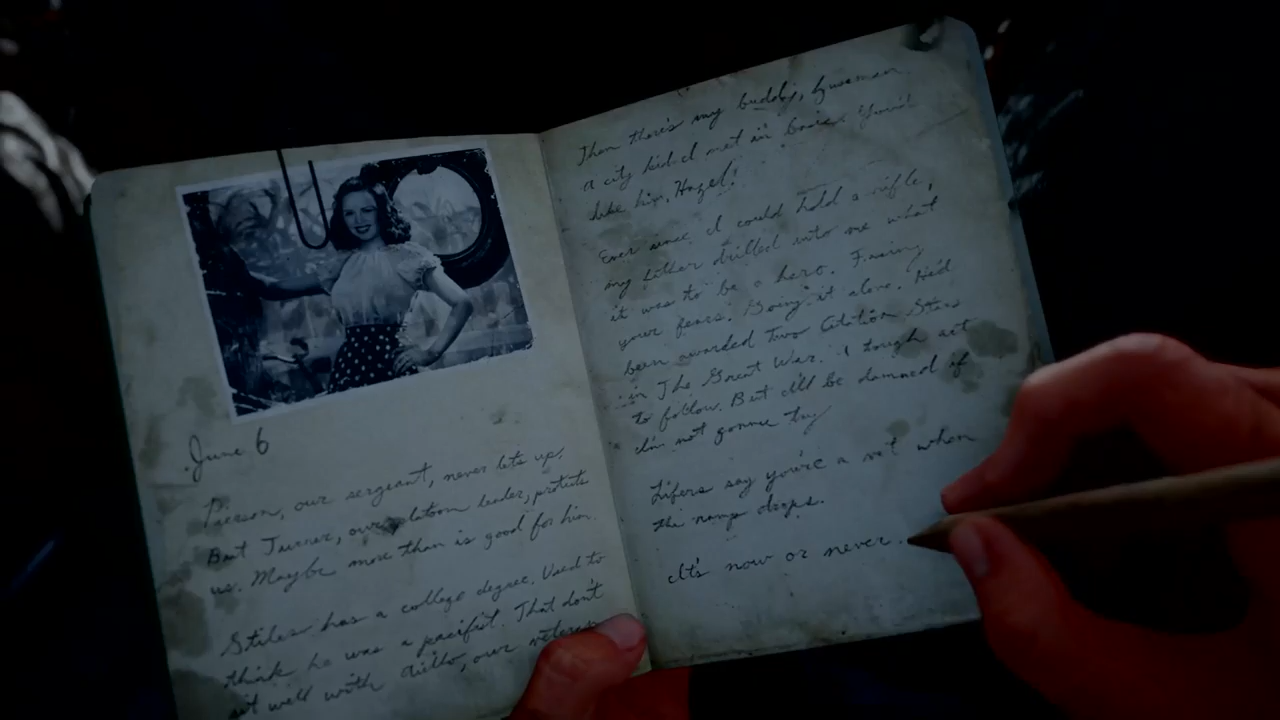 June 6
Pierson, our sergeant, never lets up.
But Turner, our platoon leader, protects
us. Maybe more than is good for him.
Stiles has a college degree. Used to
think he was a pacifist. That don't
sit well with Aiello, our veteran
Then there's my buddy, Zussman.
a city kid I met in basic. You'd
like him, Hazel!
Ever since I could hold a rifle,
my father drilled into me what
it was to be a hero. Facing
your fears. Going it alone. He'd
been awarded two Citation Stars
in The Great War. A tough act
to follow. But I'll be damned if
I'm not gonna try
Lifers say you're a vet when
the ramp drops.
It's now or never.